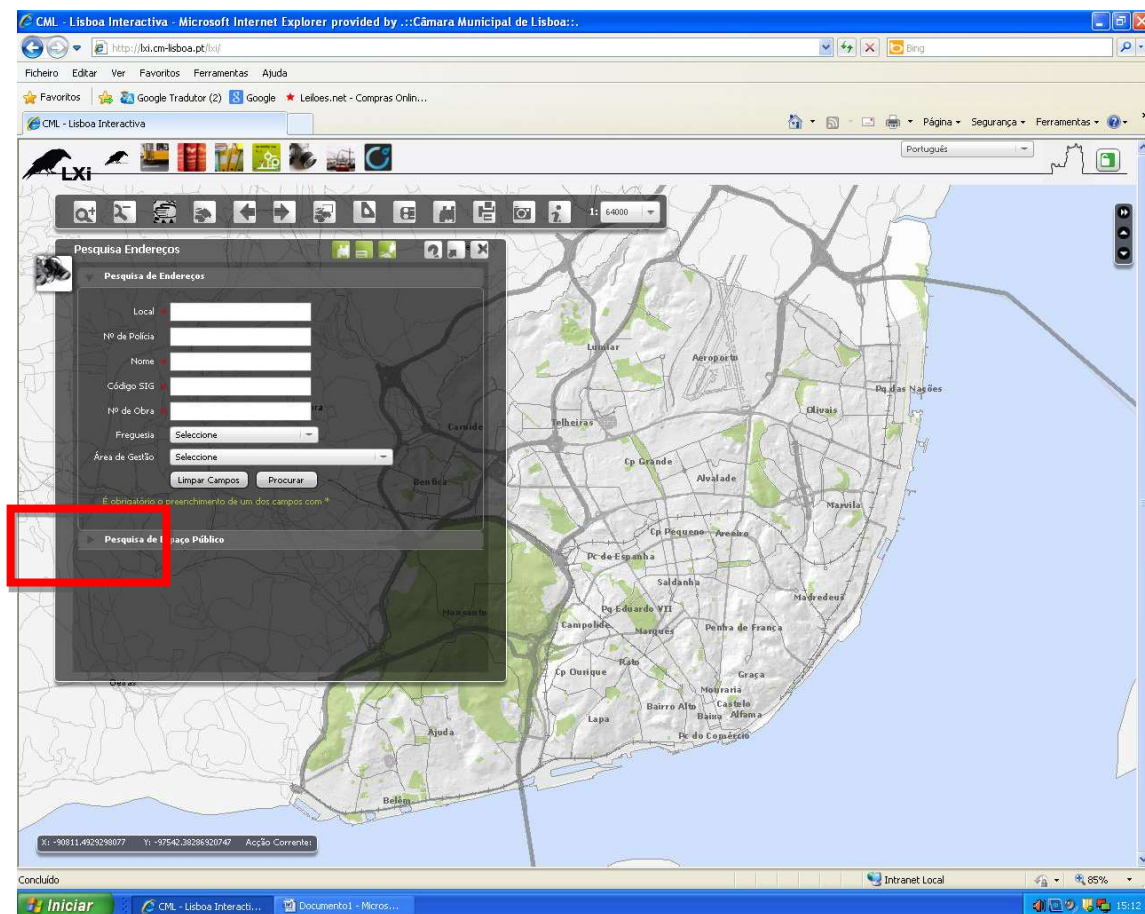 CML - Lisboa Interactiva - Microsoft Internet Explorer provided by .::Câmara Municipal de Lisboa::.
http://lxi.cm-lisboa.pt/lxi/
Bing
Ficheiro Editar Ver Favoritos Ferramentas Ajuda
Favoritos Google Tradutor (2) Google Leiloes.net - Compras Onlin...
CML - Lisboa Interactiva
Página Segurança Ferramentas
LXi
Português
1: 64000
Pesquisa Endereços
Pesquisa de Endereços
Local *
Nº de Polícia
Nome *
Código SIG *
Nº de Obra *
Freguesia Seleccione
Área de Gestão Seleccione
Limpar Campos Procurar
É obrigatório o preenchimento de um dos campos com *
Pesquisa de Espaço Público
Lumiar
Aeroporto
Pq.das Nações
Olivais
Telheiras
Carnide
Cp Grande
Alvalade
Benfica
Marvila
Cp Pequeno
Areeiro
Pc de Espanha
Saldanha
Madredeus
Monsanto
Pq Eduardo VII
Campolide
Marquês
Penha de França
Rato
Cp Ourique
Graça
Mouraria
Oeiras
Bairro Alto
Castelo
Baixa
Alfama
Lapa
Ajuda
Pc do Comércio
Belém
X: -90811.4929298077 Y: -97542.38286920747 Acção Corrente:
Concluído
Intranet Local
85%
Iniciar
CML - Lisboa Interacti...
Documento1 - Micros...
15:12